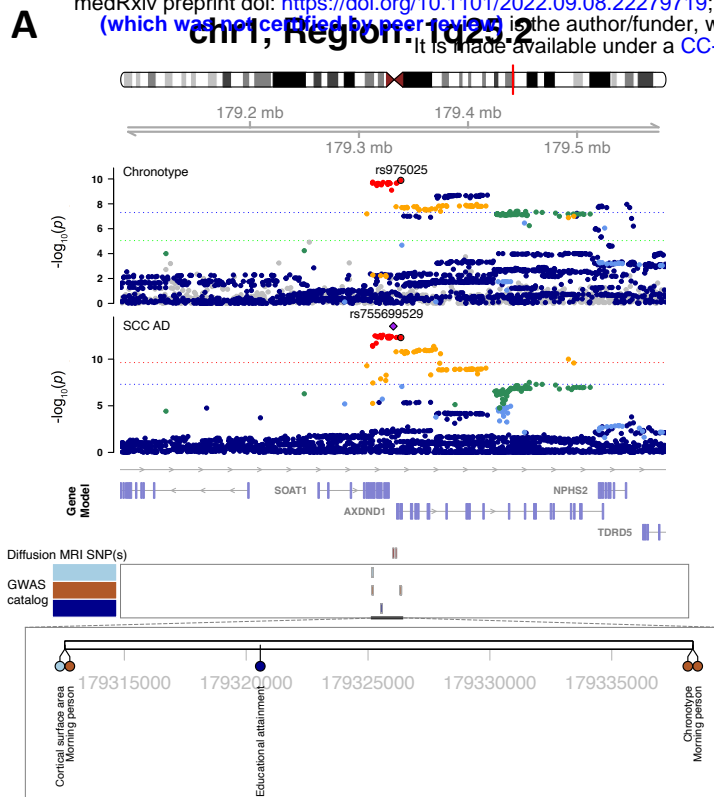 medRxiv preprint doi: https://doi.org/10.1101/2022.09.08.22279719;
(which was not certified by peer review) is the author/funder, w
A chr1, Region: 1q25.2
It is made available under a CC-
179.2 mb 179.4 mb
179.3 mb 179.5 mb
Chronotype rs975025
10
8
6
4
2
0
-log10(p)
rs755699529
SCC AD
10
5
0
-log10(p)
Gene Model
SOAT1 NPHS2
AXDND1
TDRD5
Diffusion MRI SNP(s)
GWAS
catalog
179315000 179320000 179325000 179330000 179335000
Cortical surface area
Morning person
Educational attainment
Chronotype
Morning person